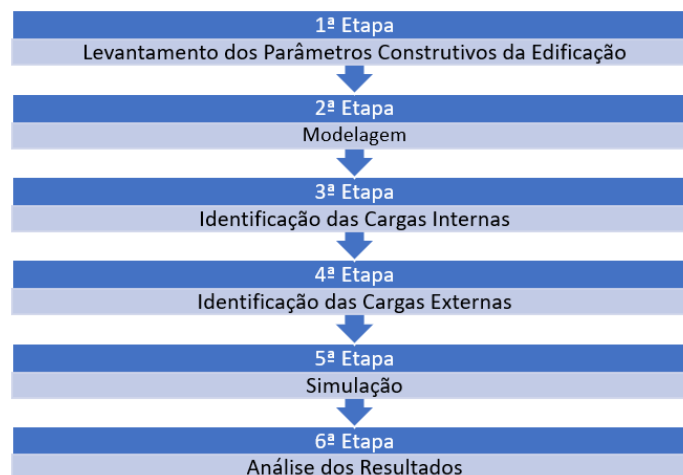 1ª Etapa
Levantamento dos Parâmetros Construtivos da Edificação
2ª Etapa
Modelagem
3ª Etapa
Identificação das Cargas Internas
4ª Etapa
Identificação das Cargas Externas
5ª Etapa
Simulação
6ª Etapa
Análise dos Resultados